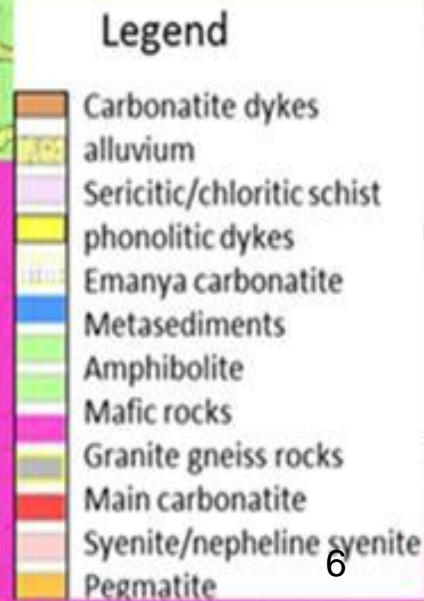 Legend
Carbonatite dykes
alluvium
Sericitic/chloritic schist
phonolitic dykes
Emanya carbonatite
Metasediments
Amphibolite
Mafic rocks
Granite gneiss rocks
Main carbonatite
Syenite/nepheline syenite
6
Pegmatite